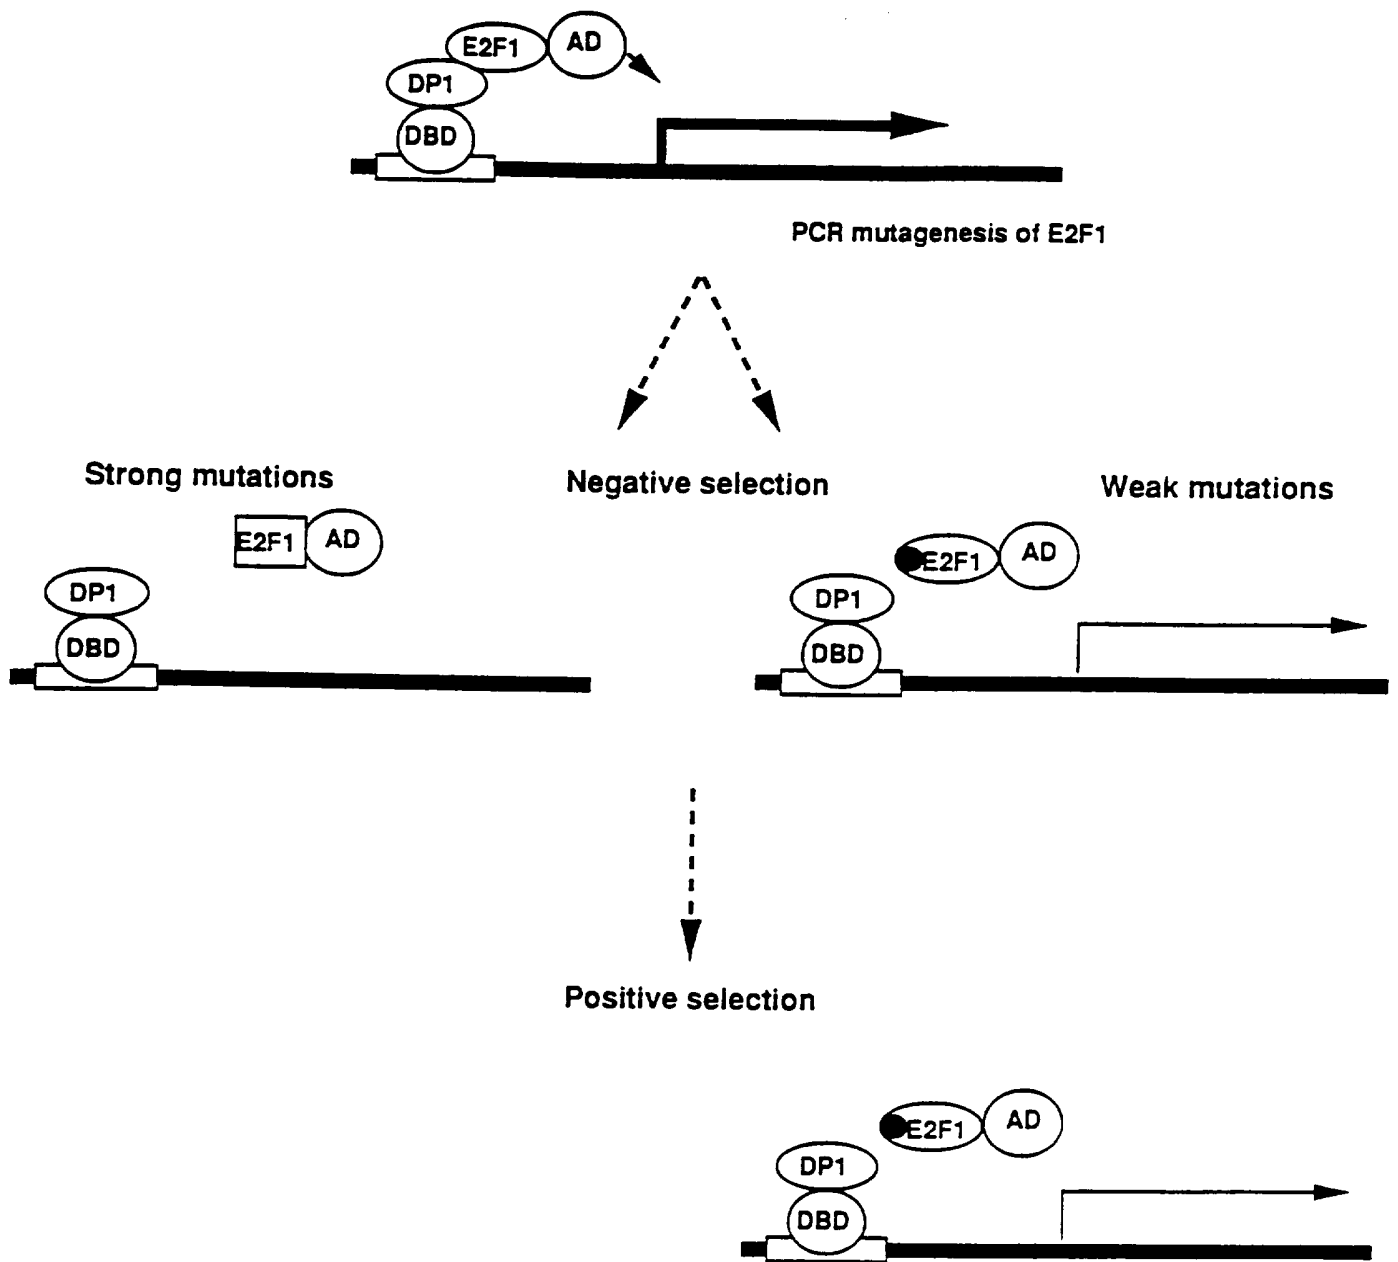 E2F1
AD
DP1
DBD
PCR mutagenesis of E2F1
Strong mutations
Negative selection
Weak mutations
E2F1
AD
DP1
DBD
E2F1
AD
DP1
DBD
Positive selection
E2F1
AD
DP1
DBD